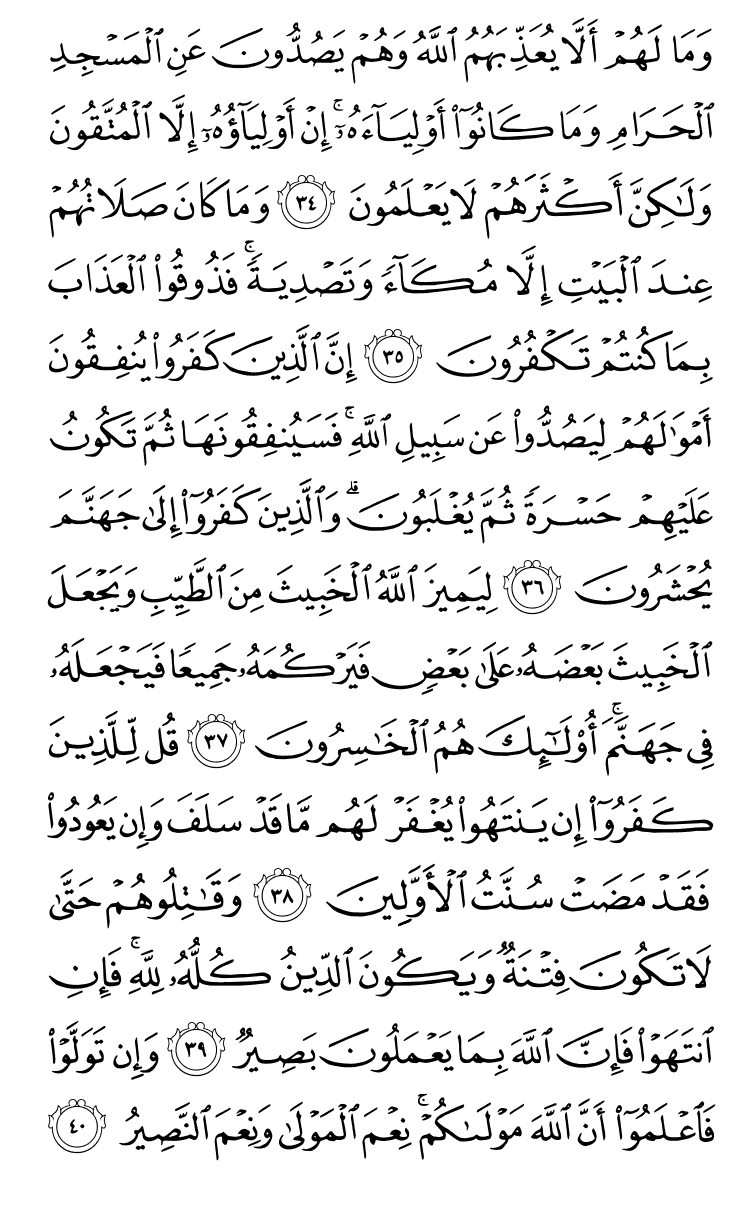 وَمَا لَهُمۡ أَلَّا يُعَذِّبَهُمُ ٱللَّهُ وَهُمۡ يَصُدُّونَ عَنِ ٱلۡمَسۡجِدِ
ٱلۡحَرَامِ وَمَا كَانُوٓاْ أَوۡلِيَآءَهُۥٓۚ إِنۡ أَوۡلِيَآؤُهُۥٓ إِلَّا ٱلۡمُتَّقُونَ
وَلَٰكِنَّ أَكۡثَرَهُمۡ لَا يَعۡلَمُونَ ٣٤ وَمَا كَانَ صَلَاتُهُمۡ
عِندَ ٱلۡبَيۡتِ إِلَّا مُكَآءٗ وَتَصۡدِيَةٗۚ فَذُوقُواْ ٱلۡعَذَابَ
بِمَا كُنتُمۡ تَكۡفُرُونَ ٣٥ إِنَّ ٱلَّذِينَ كَفَرُواْ يُنفِقُونَ
أَمۡوَٰلَهُمۡ لِيَصُدُّواْ عَن سَبِيلِ ٱللَّهِۚ فَسَيُنفِقُونَهَا ثُمَّ تَكُونُ
عَلَيۡهِمۡ حَسۡرَةٗ ثُمَّ يُغۡلَبُونَۗ وَٱلَّذِينَ كَفَرُوٓاْ إِلَىٰ جَهَنَّمَ
يُحۡشَرُونَ ٣٦ لِيَمِيزَ ٱللَّهُ ٱلۡخَبِيثَ مِنَ ٱلطَّيِّبِ وَيَجۡعَلَ
ٱلۡخَبِيثَ بَعۡضَهُۥ عَلَىٰ بَعۡضٖ فَيَرۡكُمَهُۥ جَمِيعٗا فَيَجۡعَلَهُۥ
فِي جَهَنَّمَۚ أُوْلَٰٓئِكَ هُمُ ٱلۡخَٰسِرُونَ ٣٧ قُل لِّلَّذِينَ
كَفَرُوٓاْ إِن يَنتَهُواْ يُغۡفَرۡ لَهُم مَّا قَدۡ سَلَفَ وَإِن يَعُودُواْ
فَقَدۡ مَضَتۡ سُنَّتُ ٱلۡأَوَّلِينَ ٣٨ وَقَٰتِلُوهُمۡ حَتَّىٰ
لَا تَكُونَ فِتۡنَةٞ وَيَكُونَ ٱلدِّينُ كُلُّهُۥ لِلَّهِۚ فَإِنِ
ٱنتَهَوۡاْ فَإِنَّ ٱللَّهَ بِمَا يَعۡمَلُونَ بَصِيرٞ ٣٩ وَإِن تَوَلَّوۡاْ
فَٱعۡلَمُوٓاْ أَنَّ ٱللَّهَ مَوۡلَىٰكُمۡۚ نِعۡمَ ٱلۡمَوۡلَىٰ وَنِعۡمَ ٱلنَّصِيرُ ٤٠